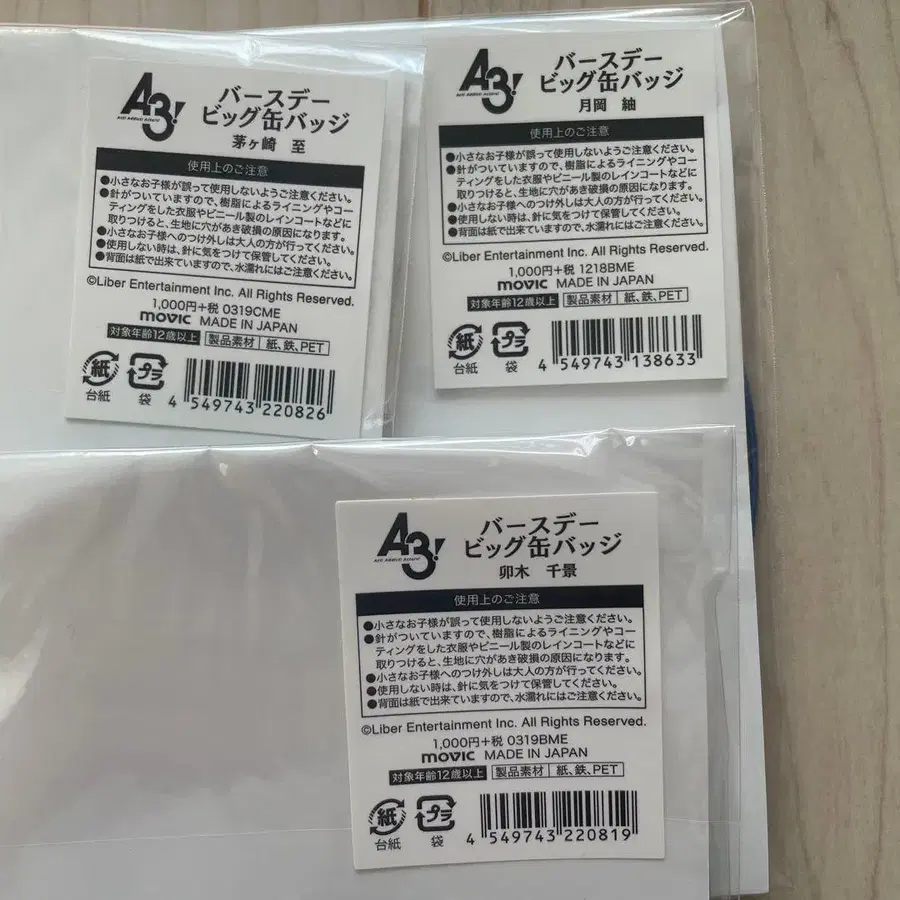 A3!
バースデー
ビッグ缶バッジ
茅ヶ崎 至
使用上のご注意
●小さなお子様が誤って使用しないようご注意ください。
●針がついていますので、樹脂によるライニングやコー
ティングをした衣服やビニール製のレインコートなどに
取りつけると、生地に穴があき破損の原因になります。
●小さなお子様へのつけ外しは大人の方が行ってください。
●使用しない時は、針に気をつけて保管してください。
●背面は紙で出来ていますので、水濡れにはご注意ください。
©Liber Entertainment Inc. All Rights Reserved.
1,000円+税 0319CME
movic MADE IN JAPAN
対象年齢12歳以上 製品素材 紙、鉄、PET
紙 プラ
台紙 袋
4 549743 220826
A3!
バースデー
ビッグ缶バッジ
月岡 紬
使用上のご注意
●小さなお子様が誤って使用しないようご注意ください。
●針がついていますので、樹脂によるライニングやコー
ティングをした衣服やビニール製のレインコートなどに
取りつけると、生地に穴があき破損の原因になります。
●小さなお子様へのつけ外しは大人の方が行ってください。
●使用しない時は、針に気をつけて保管してください。
●背面は紙で出来ていますので、水濡れにはご注意ください。
©Liber Entertainment Inc. All Rights Reserved.
1,000円+税 1218BME
movic MADE IN JAPAN
対象年齢12歳以上 製品素材 紙、鉄、PET
紙 プラ
台紙 袋
4 549743 138633
A3!
バースデー
ビッグ缶バッジ
卯木 千景
使用上のご注意
●小さなお子様が誤って使用しないようご注意ください。
●針がついていますので、樹脂によるライニングやコー
ティングをした衣服やビニール製のレインコートなどに
取りつけると、生地に穴があき破損の原因になります。
●小さなお子様へのつけ外しは大人の方が行ってください。
●使用しない時は、針に気をつけて保管してください。
●背面は紙で出来ていますので、水濡れにはご注意ください。
©Liber Entertainment Inc. All Rights Reserved.
1,000円+税 0319BME
movic MADE IN JAPAN
対象年齢12歳以上 製品素材 紙、鉄、PET
紙 プラ
台紙 袋
4 549743 220819